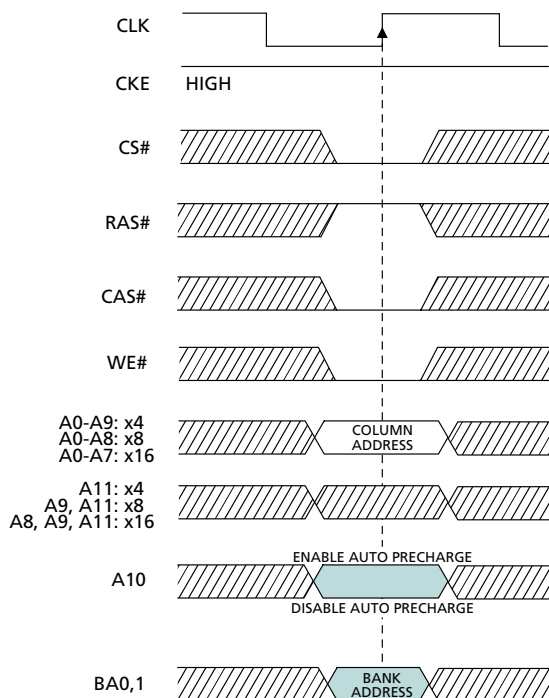 CLK
CKE HIGH
CS#
RAS#
CAS#
WE#
A0-A9: x4
A0-A8: x8
A0-A7: x16
COLUMN
ADDRESS
A11: x4
A9, A11: x8
A8, A9, A11: x16
ENABLE AUTO PRECHARGE
A10
DISABLE AUTO PRECHARGE
BA0,1
BANK
ADDRESS